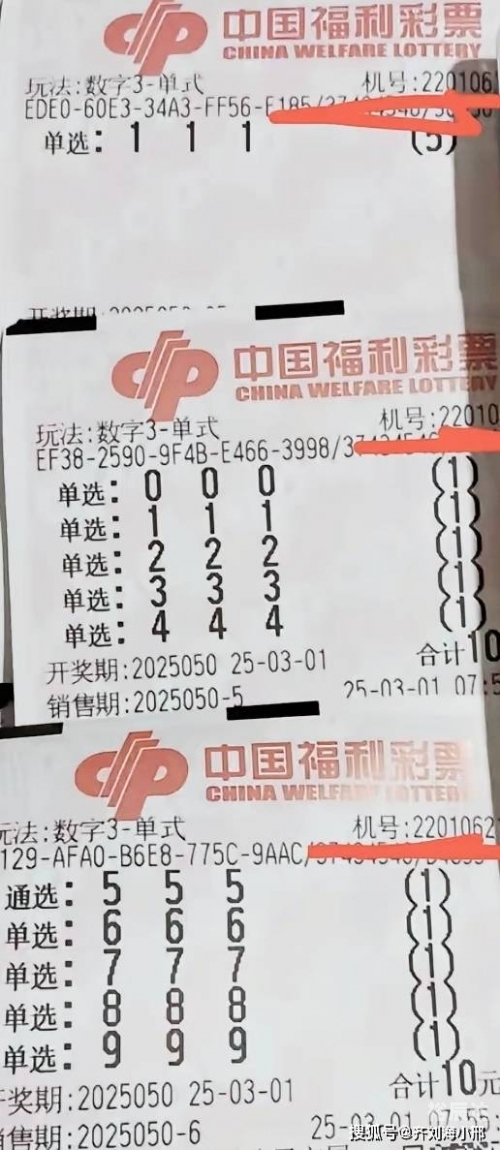 中国福利彩票
CHINA WELFARE LOTTERY
玩法:数字3-单式 机号:220106
EDE0-60E3-34A3-FF56-E185/
单选: 1 1 1 (5)
中国福利彩票
CHINA WELFARE LOTTERY
玩法:数字3-单式 机号:22010
EF38-2590-9F4B-E466-3998/3
单选: 0 0 0 (1)
单选: 1 1 1 (1)
单选: 2 2 2 (1)
单选: 3 3 3 (1)
单选: 4 4 4 (1)
合计10
开奖期:2025050 25-03-01
销售期:2025050-5 25-03-01 07:5
中国福利彩票
CHINA WELFARE LOTTERY
玩法:数字3-单式 机号:2201062
129-AFA0-B6E8-775C-9AAC/
通选: 5 5 5 (1)
单选: 6 6 6 (1)
单选: 7 7 7 (1)
单选: 8 8 8 (1)
单选: 9 9 9 (1)
合计10元
开奖期:2025050 25-03-01
售期:2025050-6 25-03-01 07:55:
搜狐号@齐刘海小邢